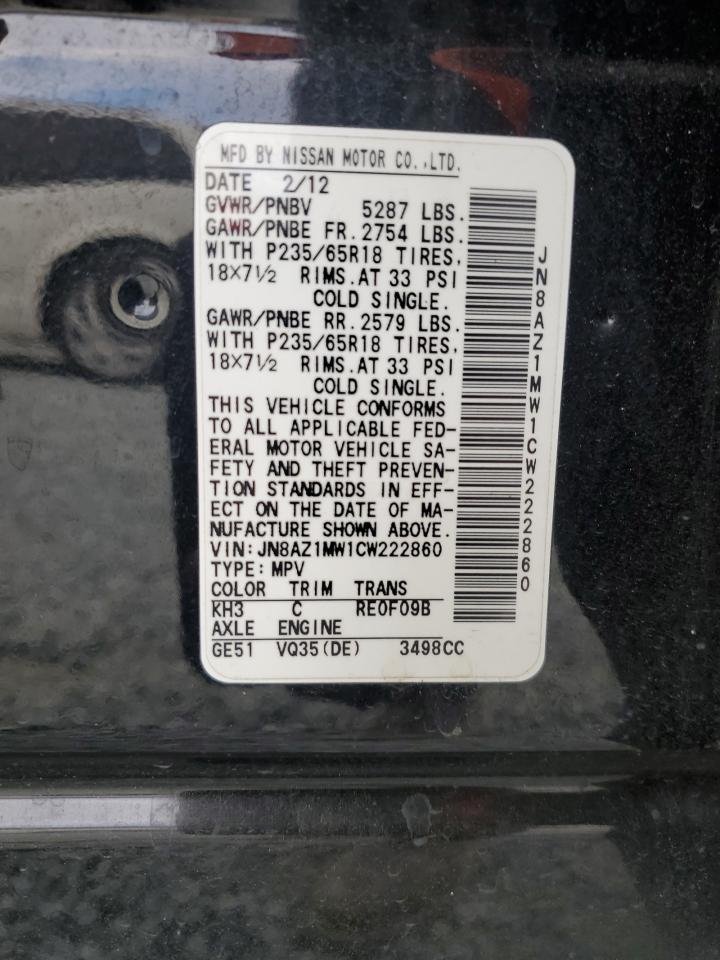 MFD BY NISSAN MOTOR CO.,LTD.
DATE 2/12
GVWR/PNBV 5287 LBS.
GAWR/PNBE FR. 2754 LBS.
WITH P235/65R18 TIRES,
18×7½ RIMS.AT 33 PSI
COLD SINGLE.
GAWR/PNBE RR. 2579 LBS.
WITH P235/65R18 TIRES,
18×7½ RIMS.AT 33 PSI
COLD SINGLE.
THIS VEHICLE CONFORMS
TO ALL APPLICABLE FED-
ERAL MOTOR VEHICLE SA-
FETY AND THEFT PREVEN-
TION STANDARDS IN EFF-
ECT ON THE DATE OF MA-
NUFACTURE SHOWN ABOVE.
VIN:JN8AZ1MW1CW222860
TYPE:MPV
COLOR TRIM TRANS
KH3 C RE0F09B
AXLE ENGINE
GE51 VQ35(DE) 3498CC
JN8AZ1MW1CW222860